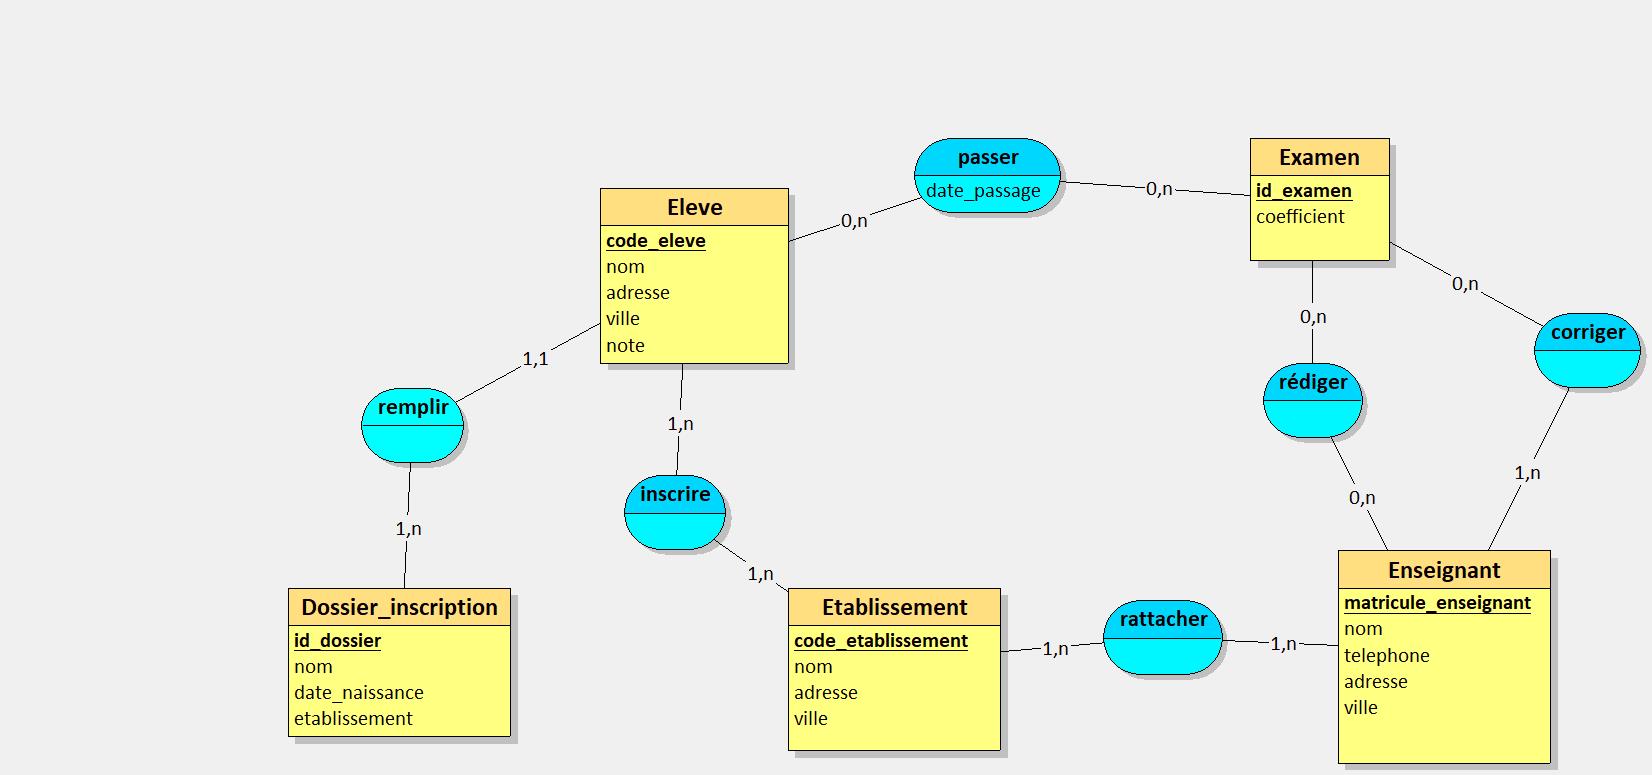 passer
date_passage
0,n
0,n
Examen
id_examen
coefficient
Eleve
code_eleve
nom
adresse
ville
note
0,n
0,n
corriger
1,1
rédiger
remplir
1,n
inscrire
1,n
0,n
1,n
1,n
Enseignant
matricule_enseignant
nom
telephone
adresse
ville
Dossier_inscription
id_dossier
nom
date_naissance
etablissement
Etablissement
code_etablissement
nom
adresse
ville
rattacher
1,n
1,n